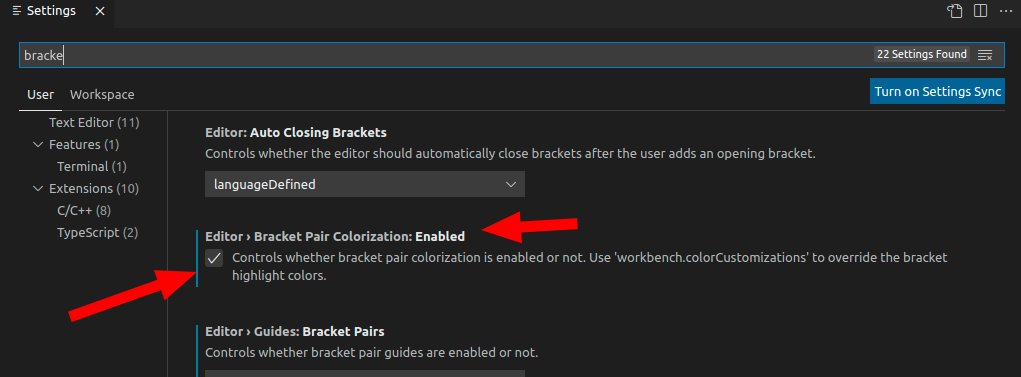 Settings
bracke
22 Settings Found
User
Workspace
Turn on Settings Sync
Text Editor (11)
Features (1)
Terminal (1)
Extensions (10)
C/C++ (8)
TypeScript (2)
Editor: Auto Closing Brackets
Controls whether the editor should automatically close brackets after the user adds an opening bracket.
languageDefined
Editor › Bracket Pair Colorization: Enabled
Controls whether bracket pair colorization is enabled or not. Use 'workbench.colorCustomizations' to override the bracket
highlight colors.
Editor › Guides: Bracket Pairs
Controls whether bracket pair guides are enabled or not.